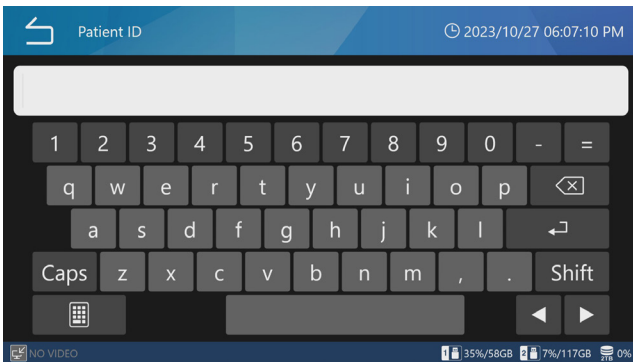 Patient ID 2023/10/27 06:07:10 PM
1 2 3 4 5 6 7 8 9 0 - =
q w e r t y u i o p
a s d f g h j k l
Caps z x c v b n m , . Shift
NO VIDEO 1 35%/58GB 2 7%/117GB 2TB 0%